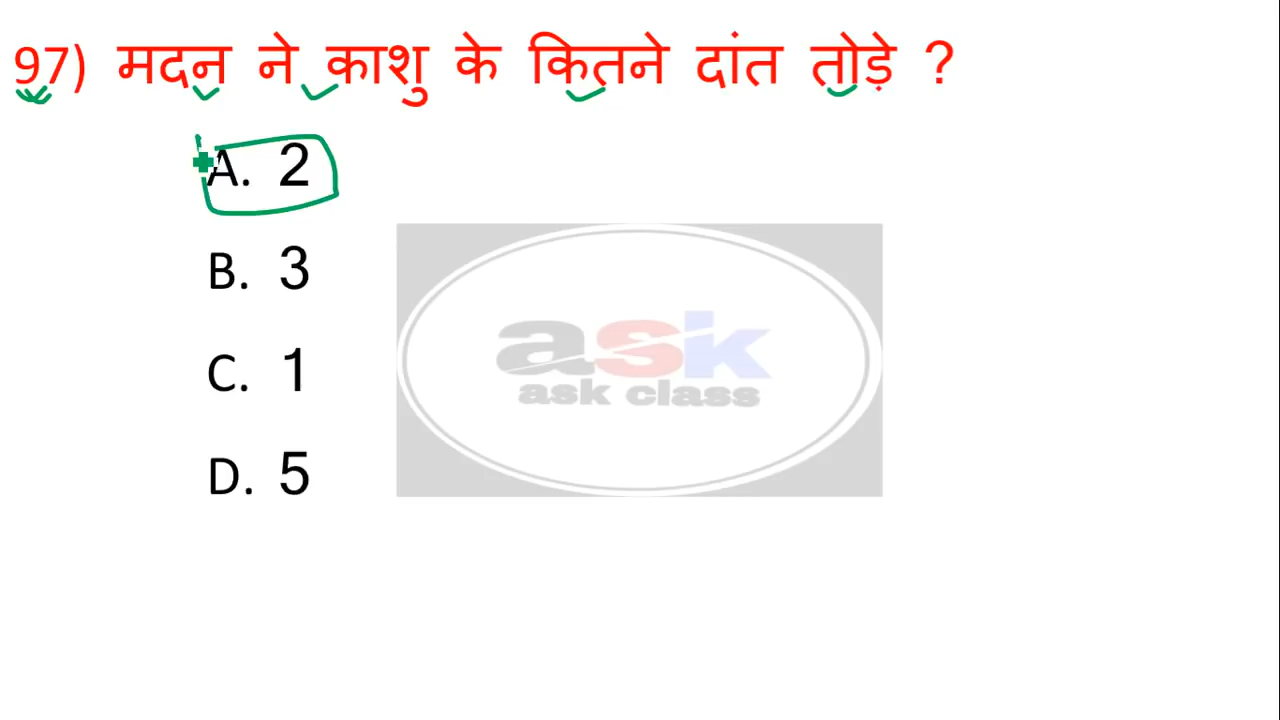 97) मदन ने काशु के कितने दांत तोड़े ?
A. 2
B. 3
C. 1
D. 5
ask
ask class